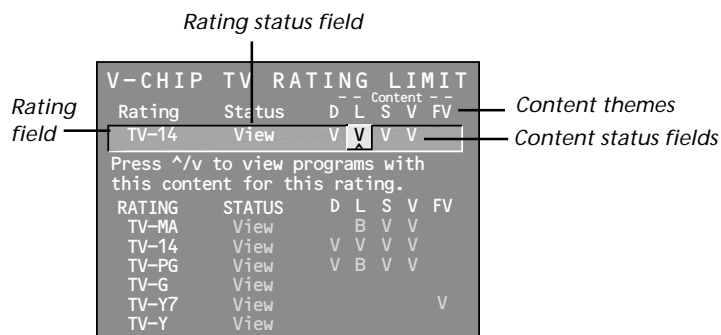 Rating status field
V-CHIP TV RATING LIMIT
Rating field
Rating Status D L S V FV
-- Content --
Content themes
TV-14 View V V V V
Content status fields
Press ^/v to view programs with
this content for this rating.
RATING STATUS D L S V FV
TV-MA View B V V
TV-14 View V V V V
TV-PG View V B V V
TV-G View
TV-Y7 View V
TV-Y View